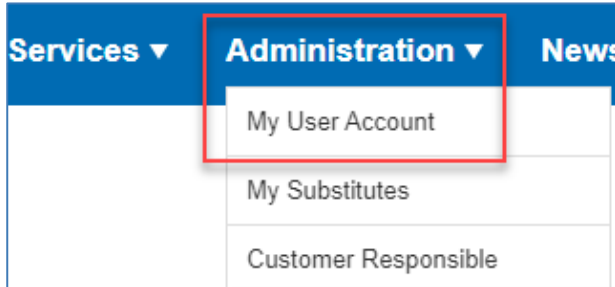 Services ▼ Administration ▼ News
My User Account
My Substitutes
Customer Responsible